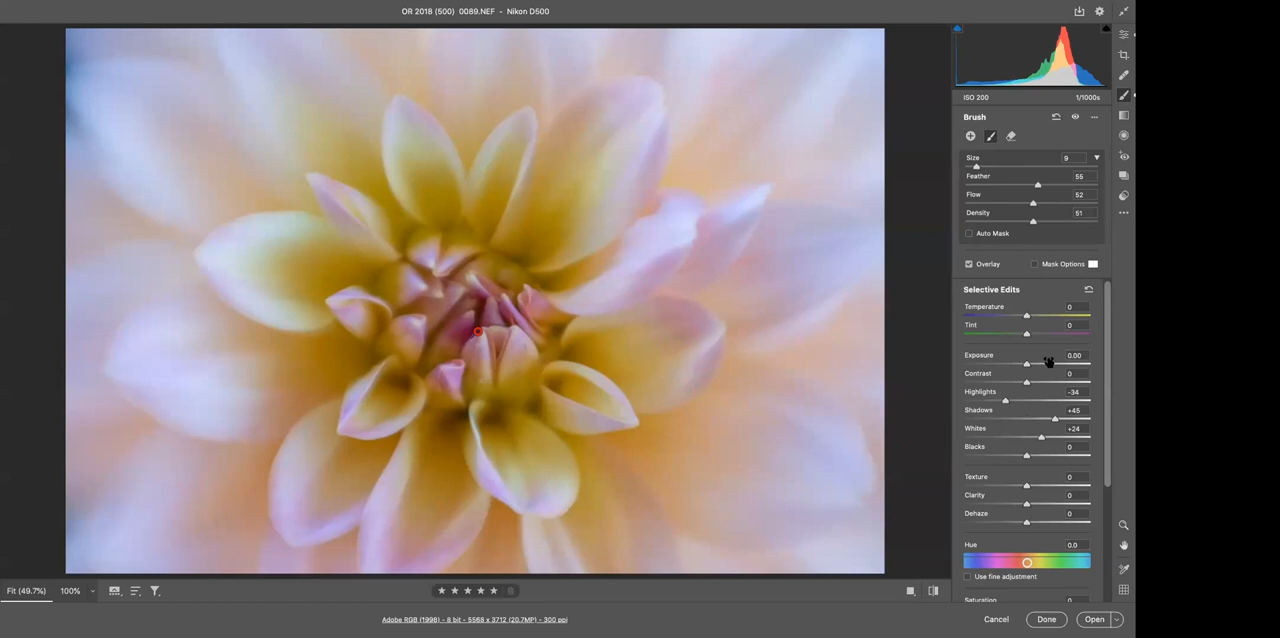 OR 2018 (500)  0089.NEF  -  Nikon D500
ISO 200 1/1000s
Brush
Size 9
Feather 55
Flow 52
Density 51
Auto Mask
Overlay Mask Options
Selective Edits
Temperature 0
Tint 0
Exposure 0.00
Contrast 0
Highlights -34
Shadows +45
Whites +24
Blacks 0
Texture 0
Clarity 0
Dehaze 0
Hue 0.0
Use fine adjustment
Saturation 0
Fit (49.7%) 100%
Cancel Done Open
Adobe RGB (1998) - 8 bit - 5568 x 3712 (20.7MP) - 300 ppi